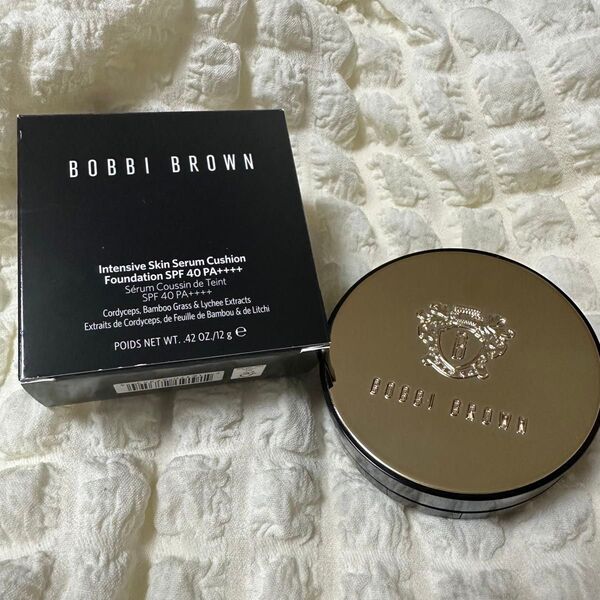 BOBBI BROWN
Intensive Skin Serum Cushion
Foundation SPF 40 PA++++
Sérum Coussin de Teint
SPF 40 PA++++
Cordyceps, Bamboo Grass & Lychee Extracts
Extraits de Cordyceps, de Feuille de Bambou & de Litchi
POIDS NET WT. .42 OZ./12 g ℮
B
BOBBI BROWN